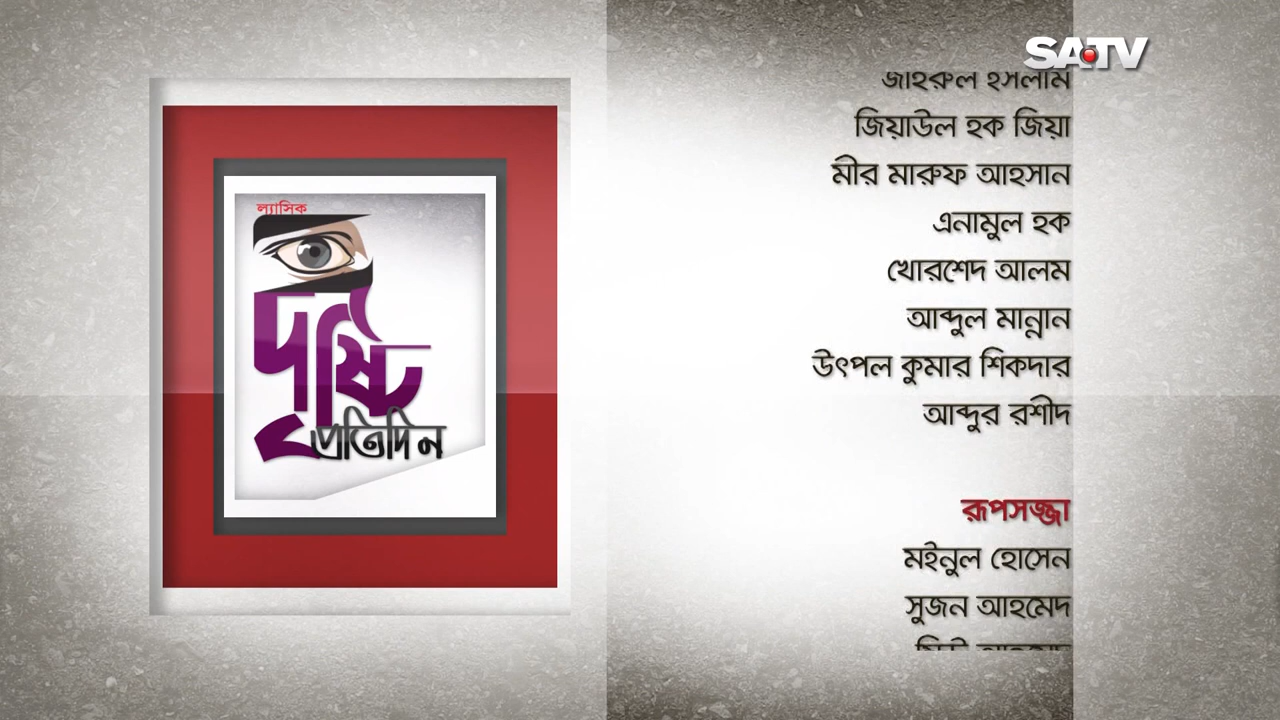 SATV
ল্যাসিক
দৃষ্টি
প্রতিদিন
জাহিরুল ইসলাম
জিয়াউল হক জিয়া
মীর মারুফ আহসান
এনামুল হক
খোরশেদ আলম
আব্দুল মান্নান
উৎপল কুমার শিকদার
আব্দুর রশীদ
রূপসজ্জা
মইনুল হোসেন
সুজন আহমেদ